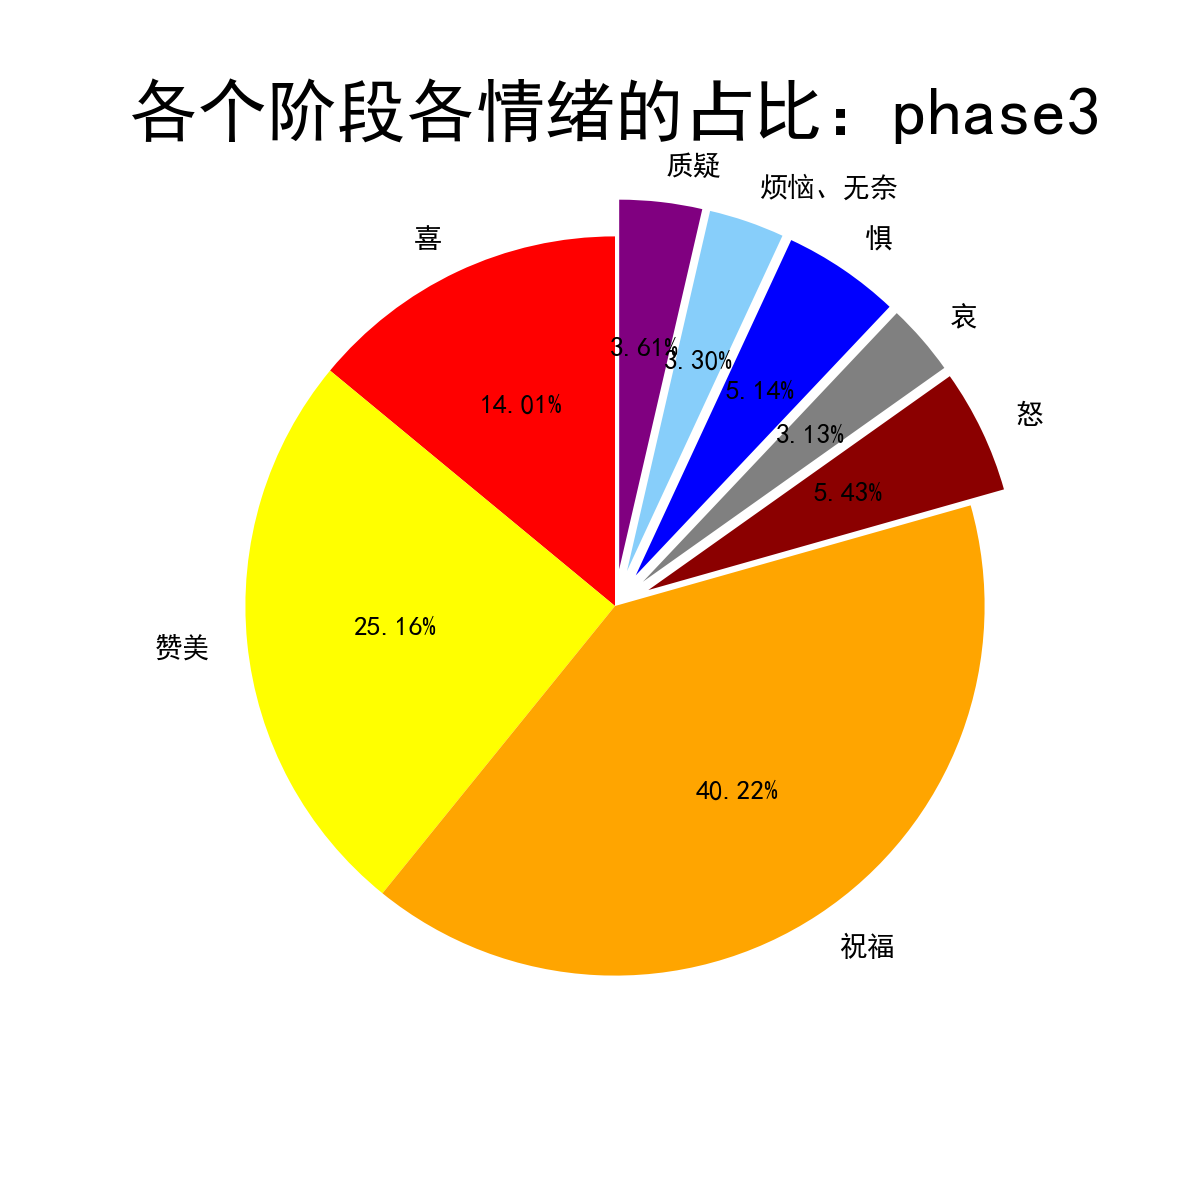 各个阶段各情绪的占比：phase3
质疑
烦恼、无奈
喜
惧
哀
怒
3.61%
3.30%
5.14%
14.01%
3.13%
5.43%
25.16%
赞美
40.22%
祝福